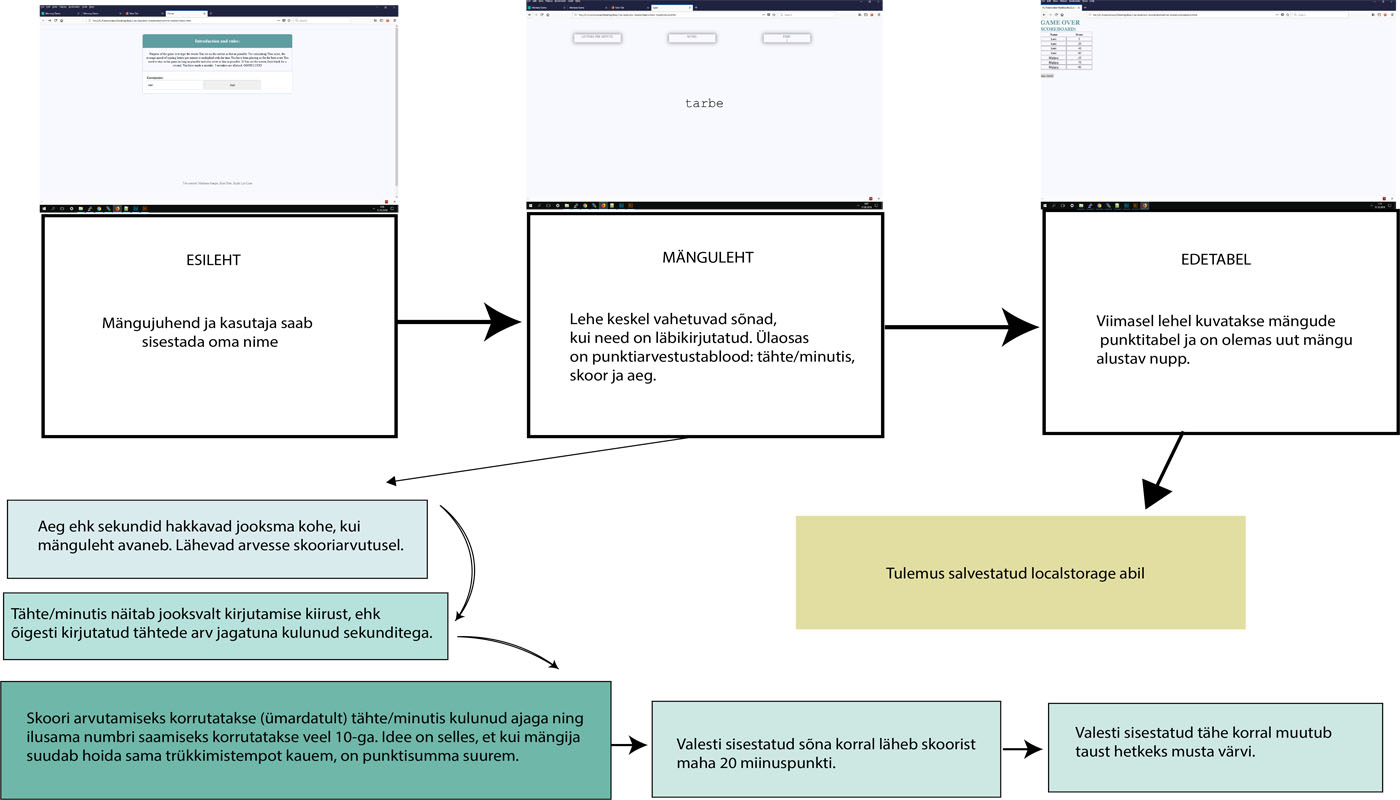 Introduction and rules:
tarbe
GAME OVER
SCOREBOARD:
Name Score
ESILEHT
Mängujuhend ja kasutaja saab
sisestada oma nime
MÄNGULEHT
Lehe keskel vahetuvad sõnad,
kui need on läbikirjutatud. Ülaosas
on punktiarvestustablood: tähte/minutis,
skoor ja aeg.
EDETABEL
Viimasel lehel kuvatakse mängude
punktitabel ja on olemas uut mängu
alustav nupp.
Aeg ehk sekundid hakkavad jooksma kohe, kui
mänguleht avaneb. Lähevad arvesse skooriarvutusel.
Tähte/minutis näitab jooksvalt kirjutamise kiirust, ehk
õigesti kirjutatud tähtede arv jagatuna kulunud sekunditega.
Tulemus salvestatud localstorage abil
Skoori arvutamiseks korrutatakse (ümardatult) tähte/minutis kulunud ajaga ning
ilusama numbri saamiseks korrutatakse veel 10-ga. Idee on selles, et kui mängija
suudab hoida sama trükkimistempot kauem, on punktisumma suurem.
Valesti sisestatud sõna korral läheb skoorist
maha 20 miinuspunkti.
Valesti sisestatud tähe korral muutub
taust hetkeks musta värvi.